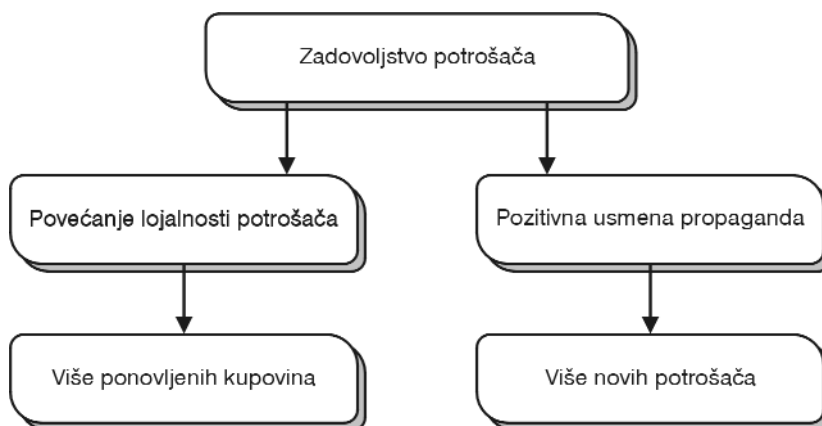 Zadovoljstvo potrošača
Povećanje lojalnosti potrošača
Pozitivna usmena propaganda
Više ponovljenih kupovina
Više novih potrošača